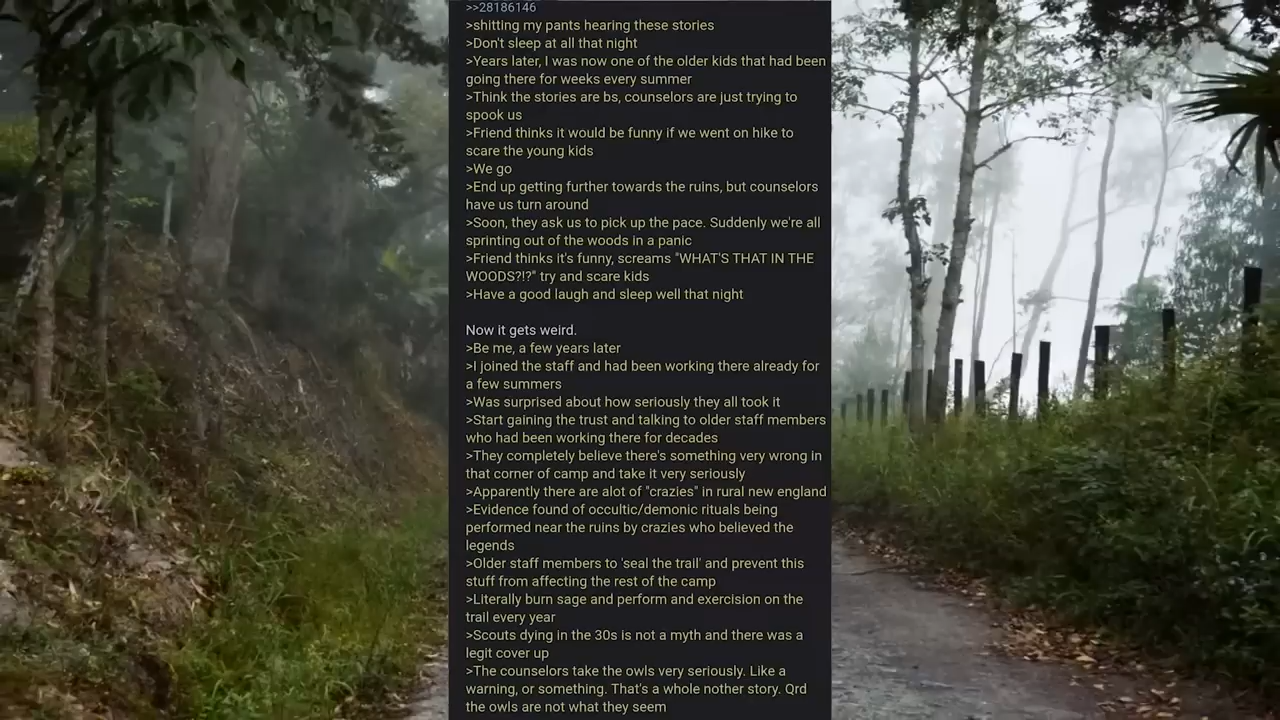 >>28186146
>shitting my pants hearing these stories
>Don't sleep at all that night
>Years later, I was now one of the older kids that had been
going there for weeks every summer
>Think the stories are bs, counselors are just trying to
spook us
>Friend thinks it would be funny if we went on hike to
scare the young kids
>We go
>End up getting further towards the ruins, but counselors
have us turn around
>Soon, they ask us to pick up the pace. Suddenly we're all
sprinting out of the woods in a panic
>Friend thinks it's funny, screams "WHAT'S THAT IN THE
WOODS?!?" try and scare kids
>Have a good laugh and sleep well that night
Now it gets weird.
>Be me, a few years later
>I joined the staff and had been working there already for
a few summers
>Was surprised about how seriously they all took it
>Start gaining the trust and talking to older staff members
who had been working there for decades
>They completely believe there's something very wrong in
that corner of camp and take it very seriously
>Apparently there are alot of "crazies" in rural new england
>Evidence found of occultic/demonic rituals being
performed near the ruins by crazies who believed the
legends
>Older staff members to 'seal the trail' and prevent this
stuff from affecting the rest of the camp
>Literally burn sage and perform and exercision on the
trail every year
>Scouts dying in the 30s is not a myth and there was a
legit cover up
>The counselors take the owls very seriously. Like a
warning, or something. That's a whole nother story. Qrd
the owls are not what they seem